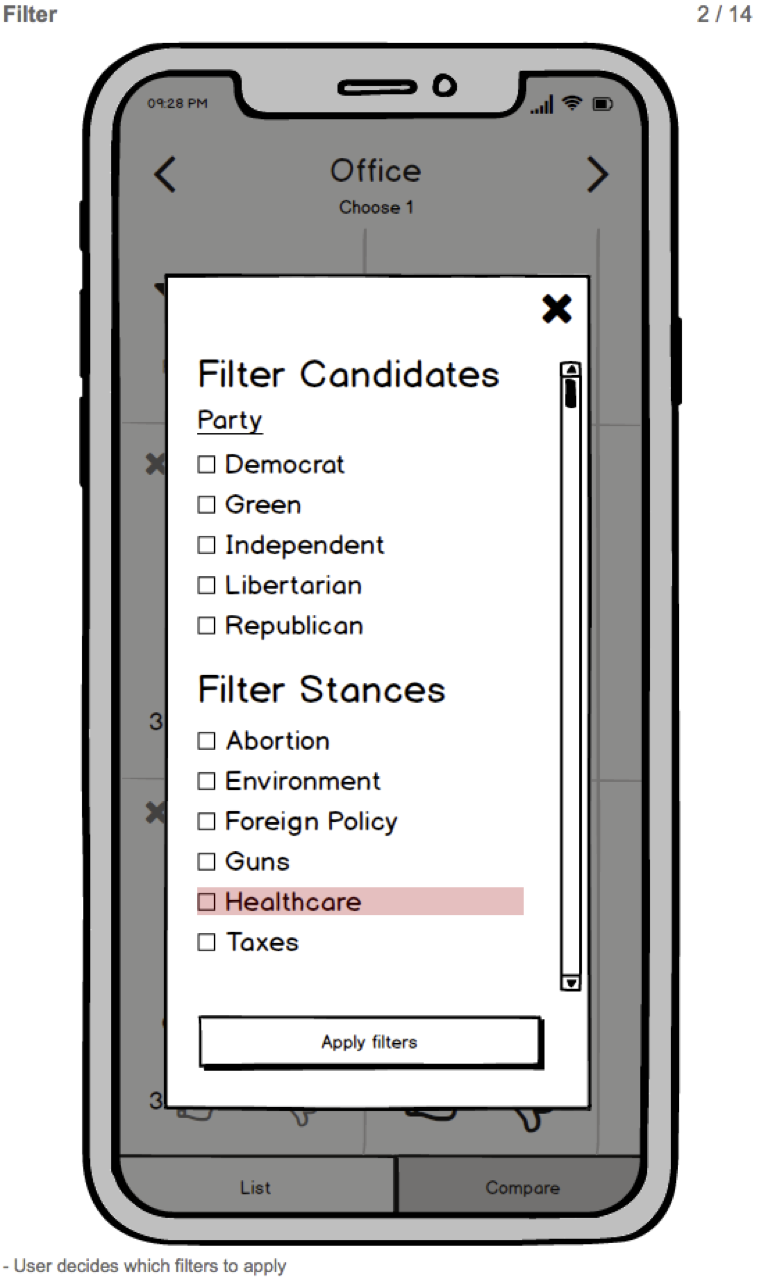 Filter
2 / 14
09:28 PM
Office
Choose 1
Filter Candidates
Party
Democrat
Green
Independent
Libertarian
Republican
3
Filter Stances
Abortion
Environment
Foreign Policy
Guns
Healthcare
Taxes
Apply filters
3
List
Compare
- User decides which filters to apply